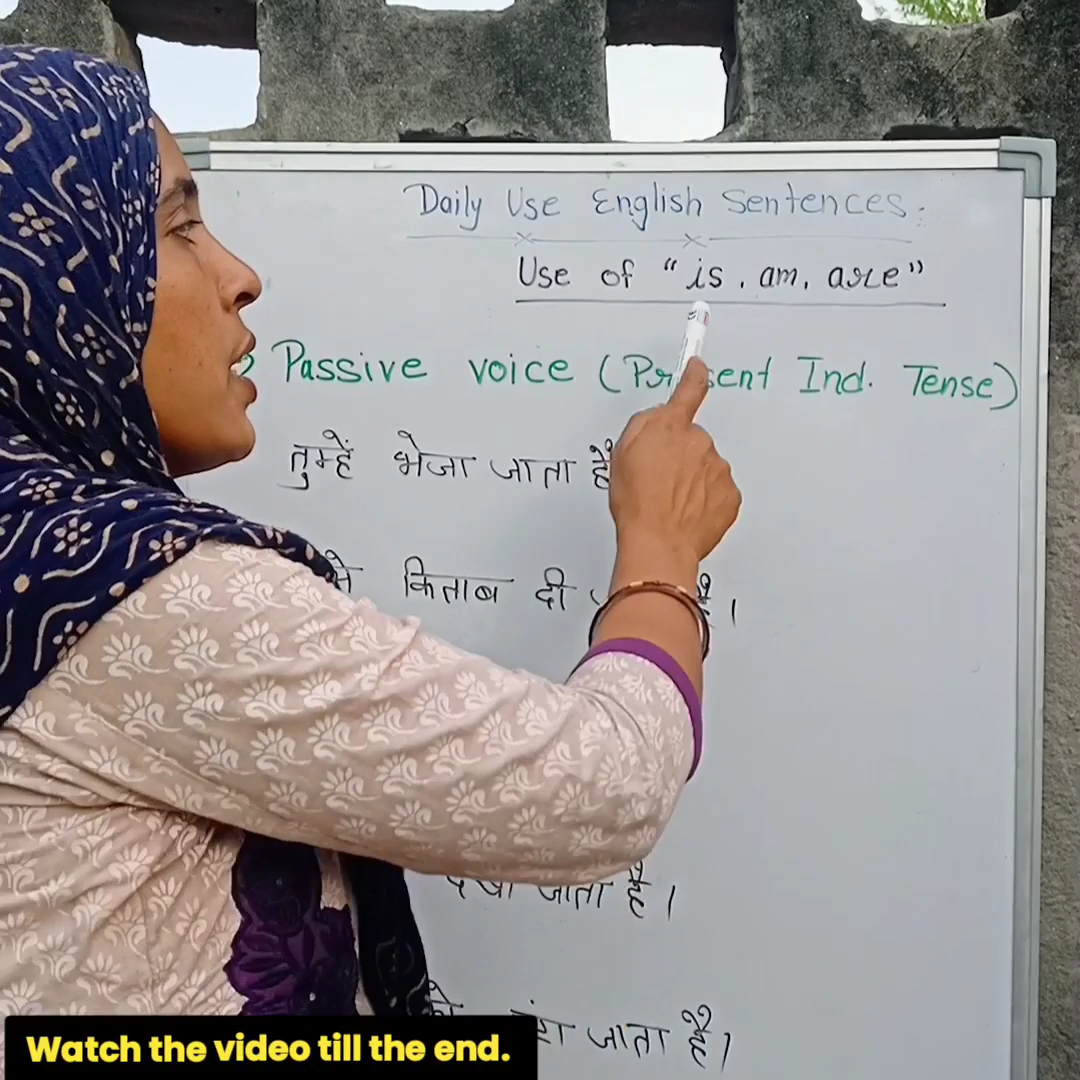 Daily Use English Sentences.
Use of "is, am, are"
Passive voice (Present Ind. Tense)
तुम्हें भेजा जाता है
किताब दी
देखा जाता है।
को जाता है।
Watch the video till the end.